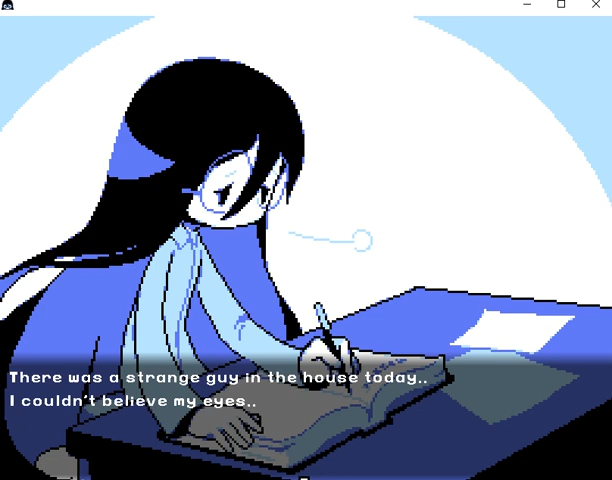 There was a strange guy in the house today..
I couldn't believe my eyes..